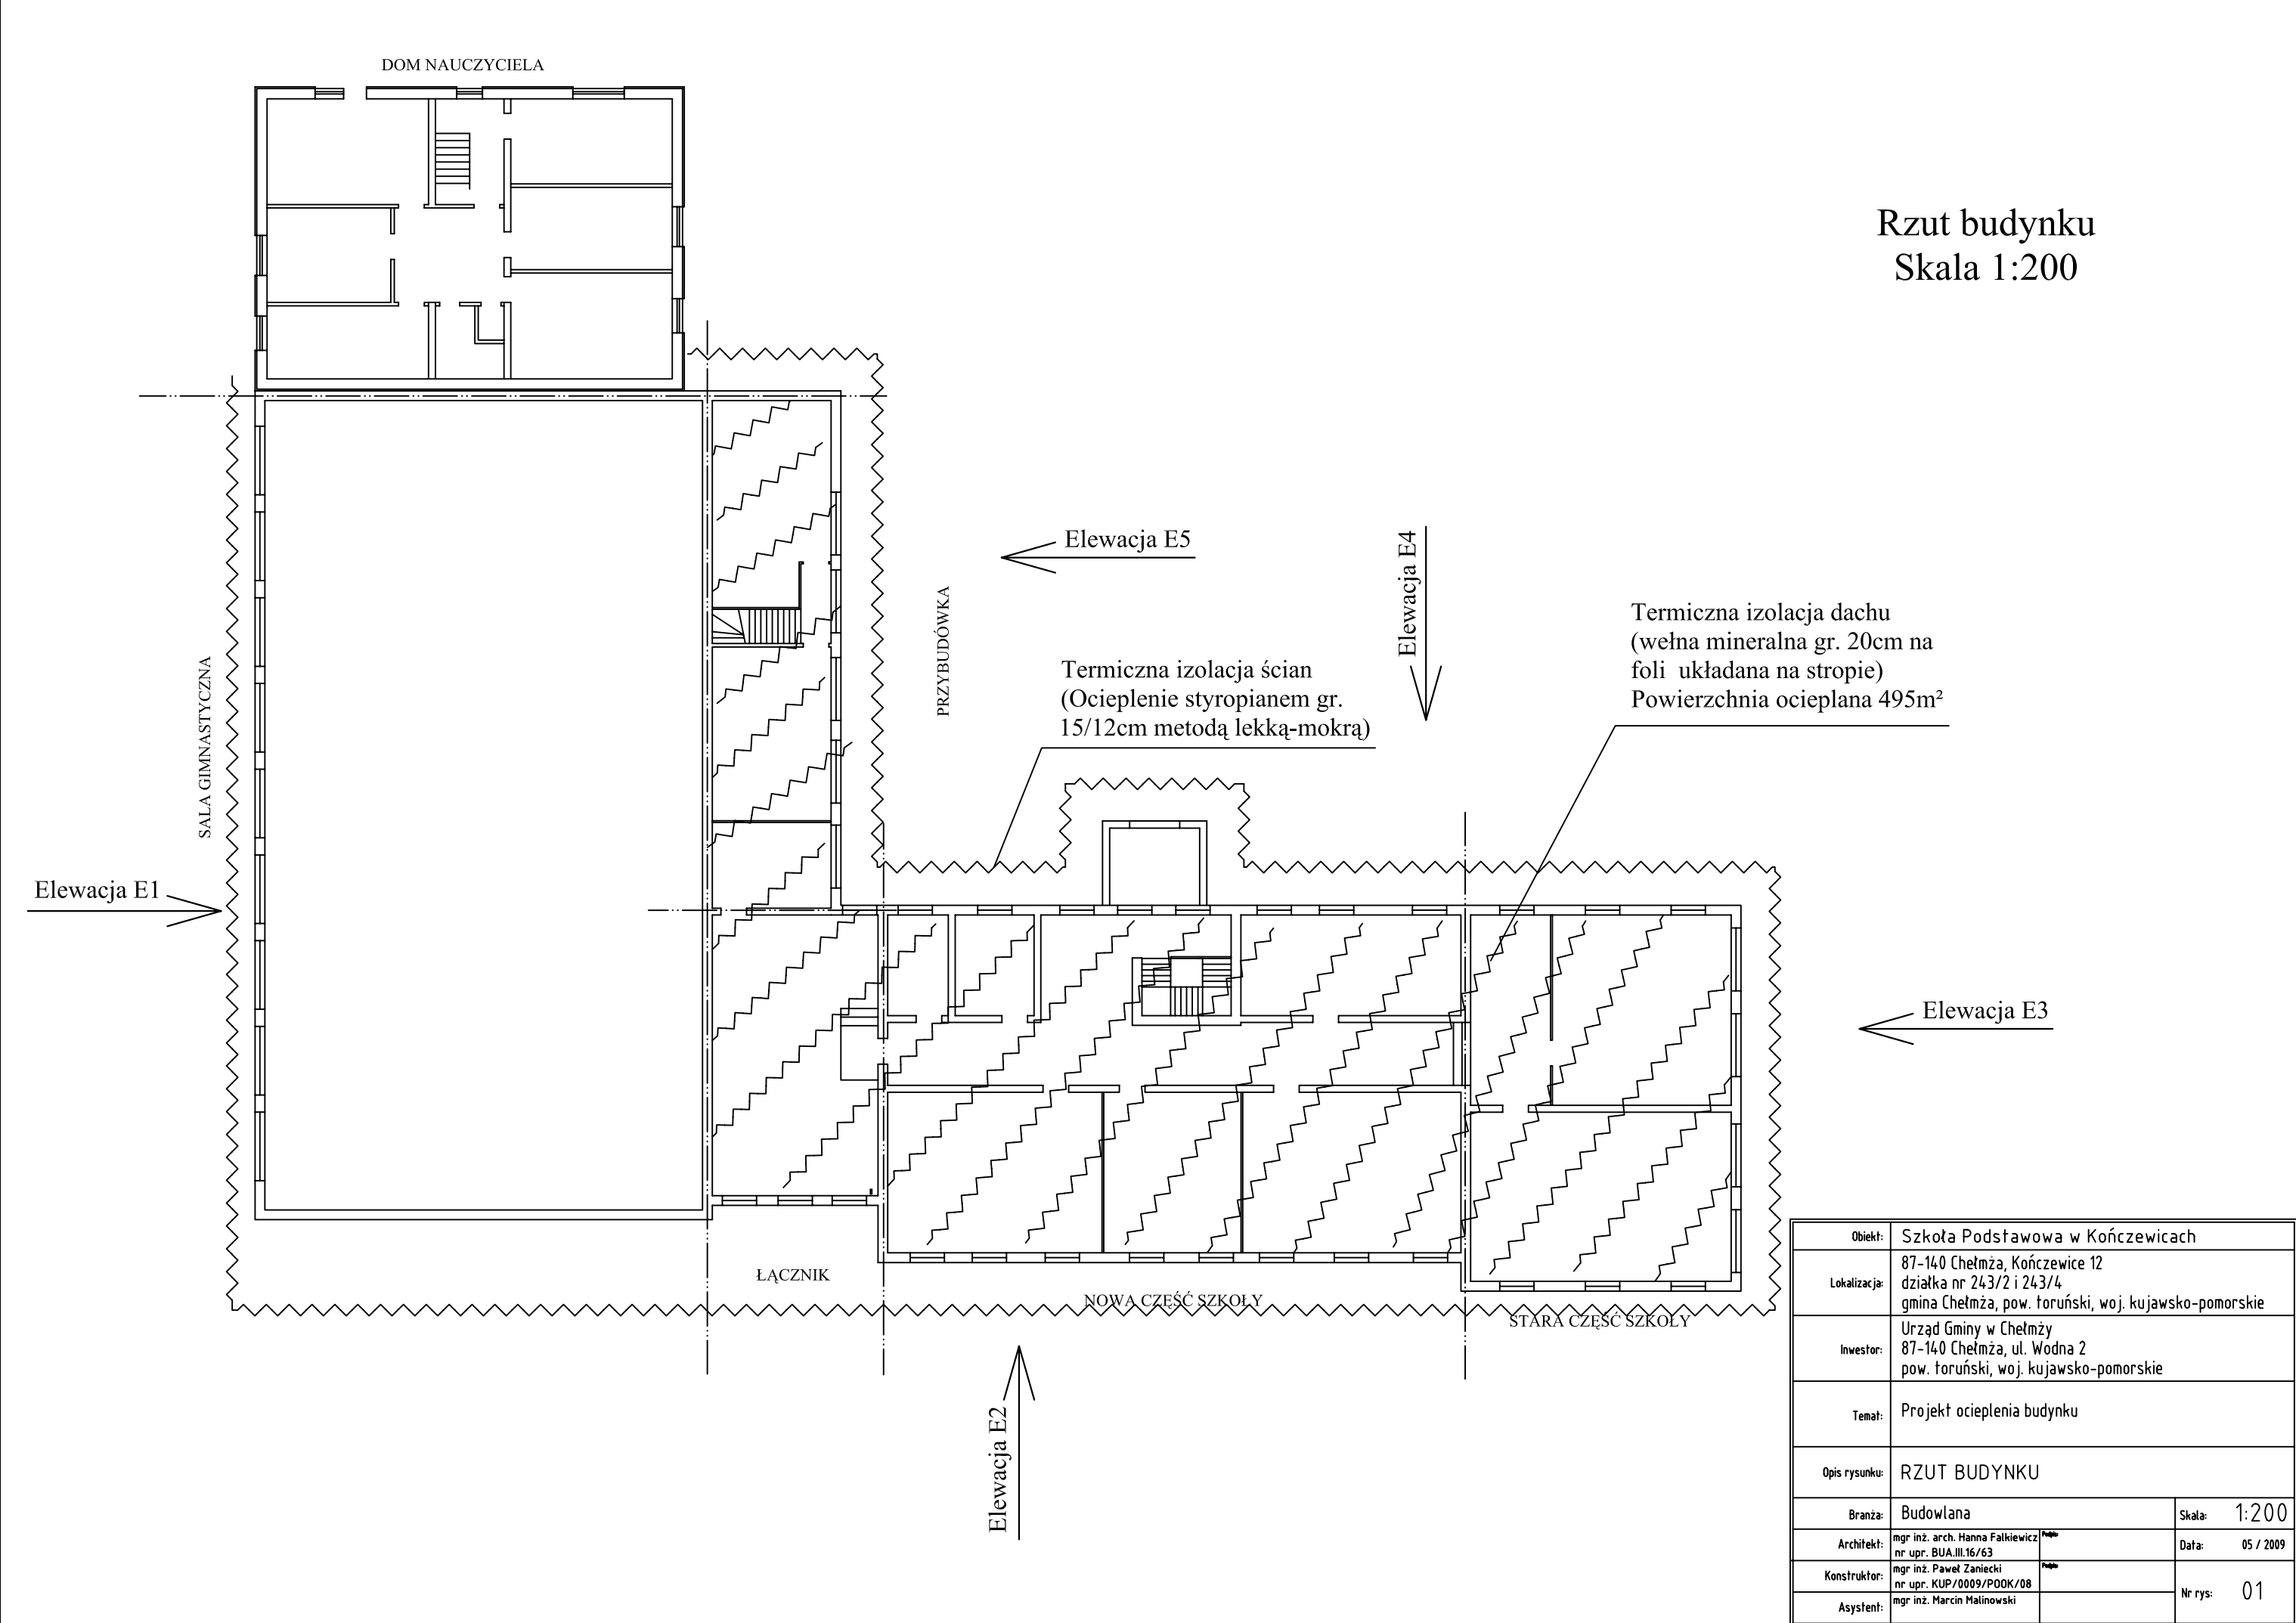 DOM NAUCZYCIELA
Rzut budynku
Skala 1:200
Elewacja E5
Elewacja E4
PRZYBUDÓWKA
SALA GIMNASTYCZNA
Termiczna izolacja ścian
(Ocieplenie styropianem gr.
15/12cm metodą lekką-mokrą)
Termiczna izolacja dachu
(wełna mineralna gr. 20cm na
foli układana na stropie)
Powierzchnia ocieplana 495m²
Elewacja E1
Elewacja E3
ŁĄCZNIK
NOWA CZĘŚĆ SZKOŁY
STARA CZĘŚĆ SZKOŁY
Elewacja E2
Obiekt: Szkoła Podstawowa w Kończewicach
Lokalizacja: 87-140 Chełmża, Kończewice 12
działka nr 243/2 i 243/4
gmina Chełmża, pow. toruński, woj. kujawsko-pomorskie
Inwestor: Urząd Gminy w Chełmży
87-140 Chełmża, ul. Wodna 2
pow. toruński, woj. kujawsko-pomorskie
Temat: Projekt ocieplenia budynku
Opis rysunku: RZUT BUDYNKU
Branża: Budowlana
Skala: 1:200
Architekt: mgr inż. arch. Hanna Falkiewicz
nr upr. BUA.III.16/63
Data: 05 / 2009
Konstruktor: mgr inż. Paweł Zaniecki
nr upr. KUP/0009/POOK/08
Nr rys: 01
Asystent: mgr inż. Marcin Malinowski